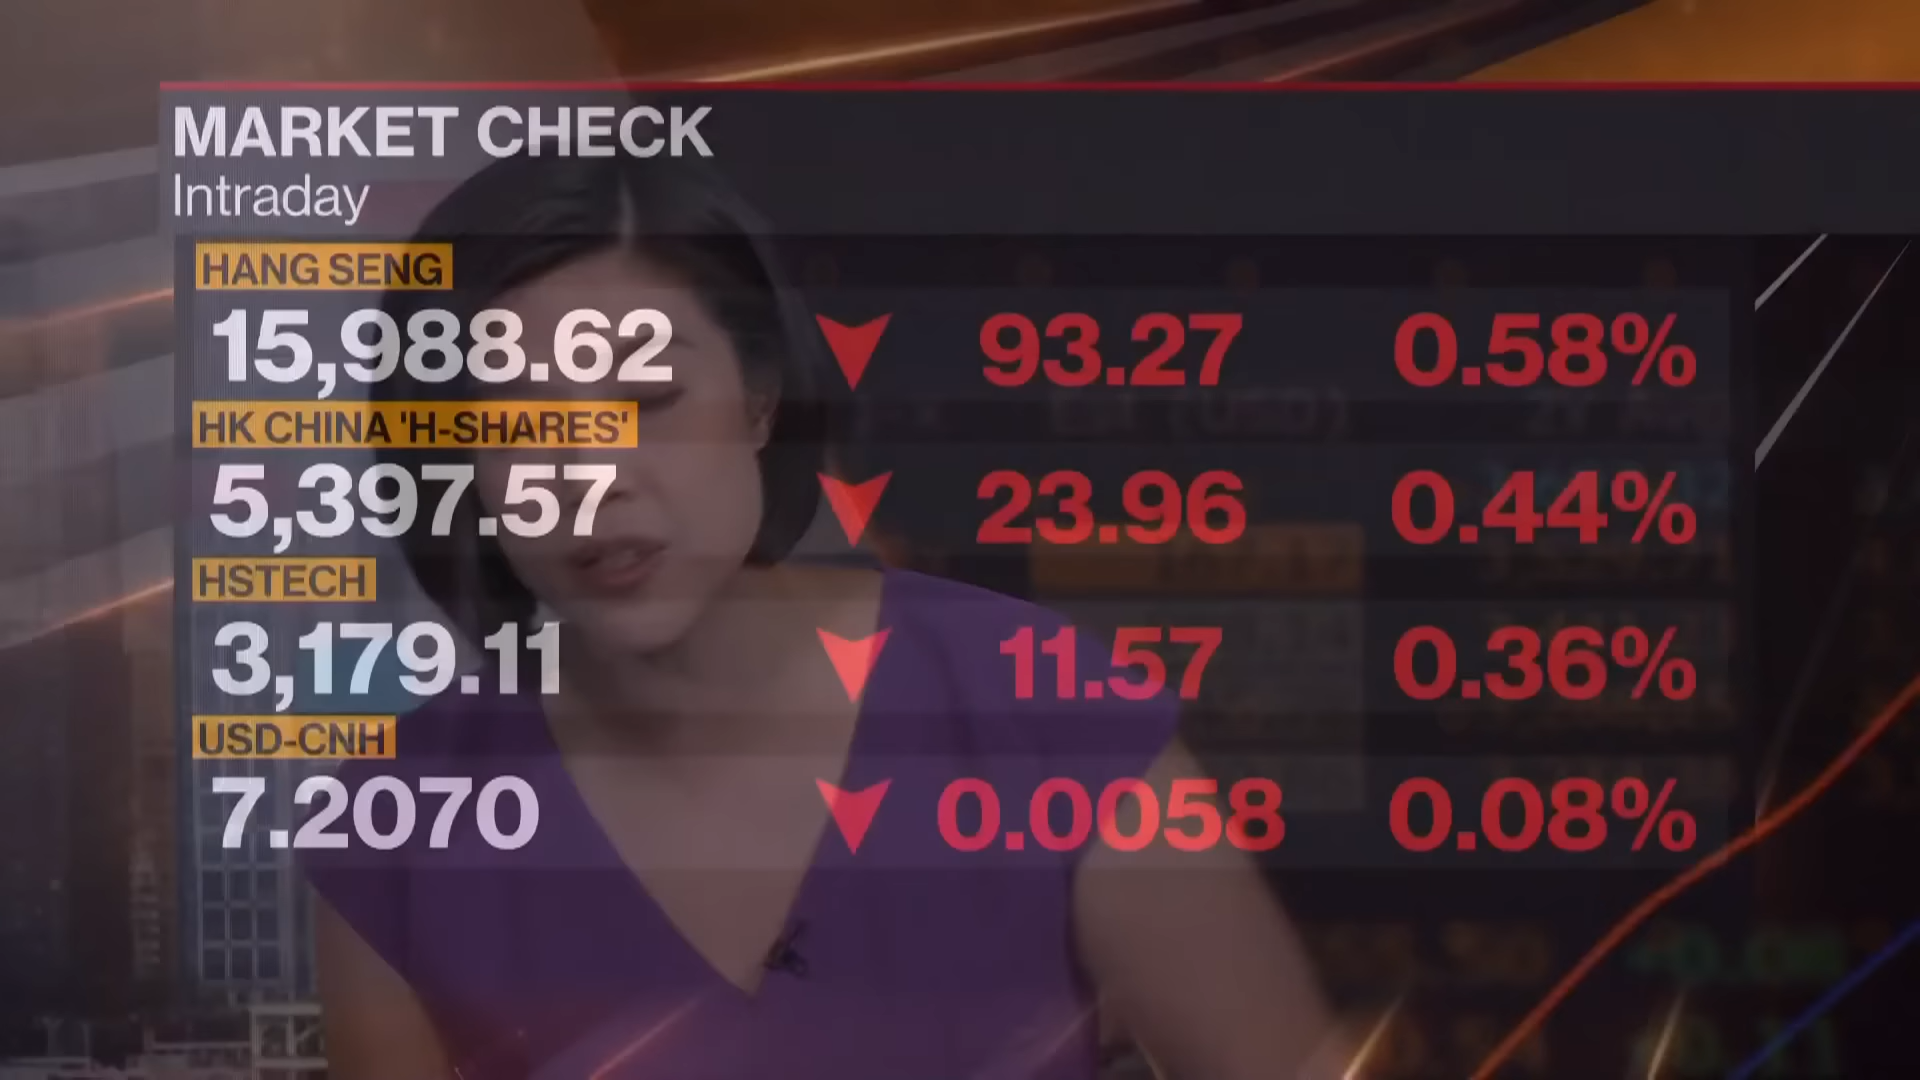 MARKET CHECK
Intraday
HANG SENG
15,988.62 93.27 0.58%
HK CHINA 'H-SHARES'
5,397.57 23.96 0.44%
HSTECH
3,179.11 11.57 0.36%
USD-CNH
7.2070 0.0058 0.08%